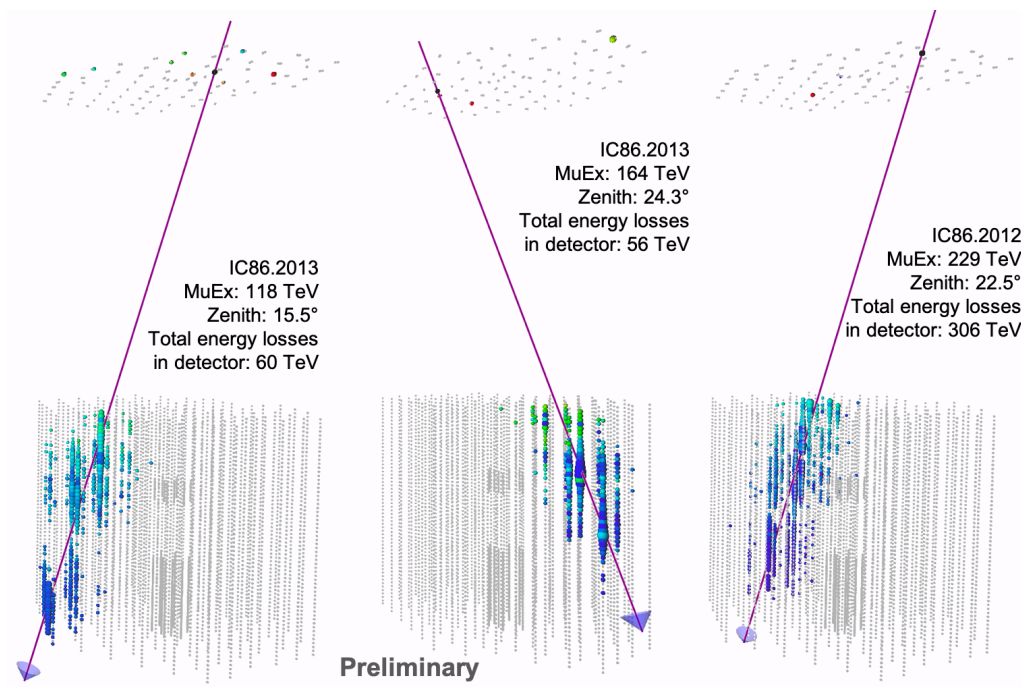 IC86.2013
MuEx: 118 TeV
Zenith: 15.5°
Total energy losses
in detector: 60 TeV
IC86.2013
MuEx: 164 TeV
Zenith: 24.3°
Total energy losses
in detector: 56 TeV
IC86.2012
MuEx: 229 TeV
Zenith: 22.5°
Total energy losses
in detector: 306 TeV
Preliminary